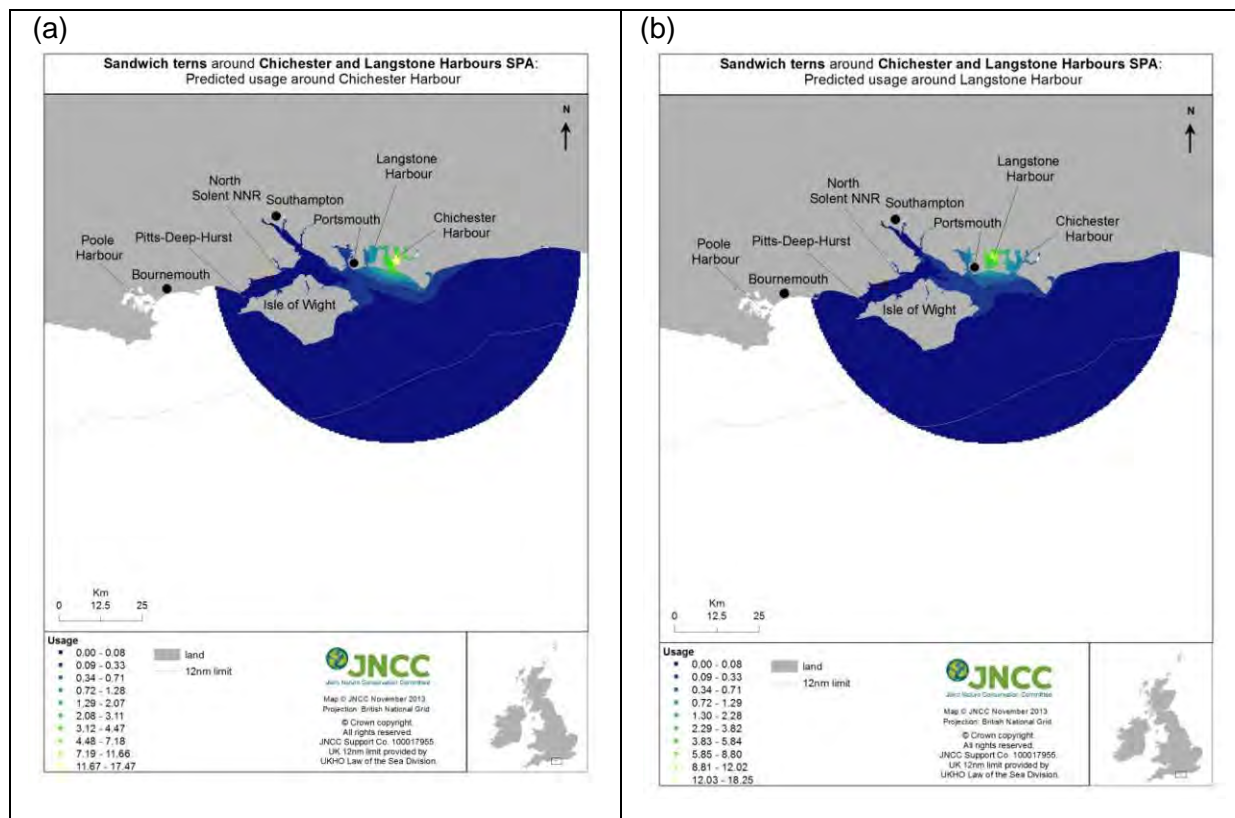 (a)
Sandwich terns around Chichester and Langstone Harbours SPA:
Predicted usage around Chichester Harbour
N
Langstone
Harbour
North
Solent NNR
Southampton
Portsmouth
Chichester
Harbour
Poole
Harbour
Pitts-Deep-Hurst
Bournemouth
Isle of Wight
Km
0 12.5 25
Usage
0.00 - 0.08
0.09 - 0.33
0.34 - 0.71
0.72 - 1.28
1.29 - 2.07
2.08 - 3.11
3.12 - 4.47
4.48 - 7.18
7.19 - 11.66
11.67 - 17.47
land
12nm limit
JNCC
Joint Nature Conservation Committee
Map © JNCC November 2013
Projection: British National Grid
© Crown copyright.
All rights reserved.
JNCC Support Co. 100017955.
UK 12nm limit provided by
UKHO Law of the Sea Division.
(b)
Sandwich terns around Chichester and Langstone Harbours SPA:
Predicted usage around Langstone Harbour
N
Langstone
Harbour
North
Solent NNR
Southampton
Portsmouth
Chichester
Harbour
Poole
Harbour
Pitts-Deep-Hurst
Bournemouth
Isle of Wight
Km
0 12.5 25
Usage
0.00 - 0.08
0.09 - 0.33
0.34 - 0.71
0.72 - 1.29
1.30 - 2.28
2.29 - 3.82
3.83 - 5.84
5.85 - 8.80
8.81 - 12.02
12.03 - 18.25
land
12nm limit
JNCC
Joint Nature Conservation Committee
Map © JNCC November 2013
Projection: British National Grid
© Crown copyright.
All rights reserved.
JNCC Support Co. 100017955.
UK 12nm limit provided by
UKHO Law of the Sea Division.